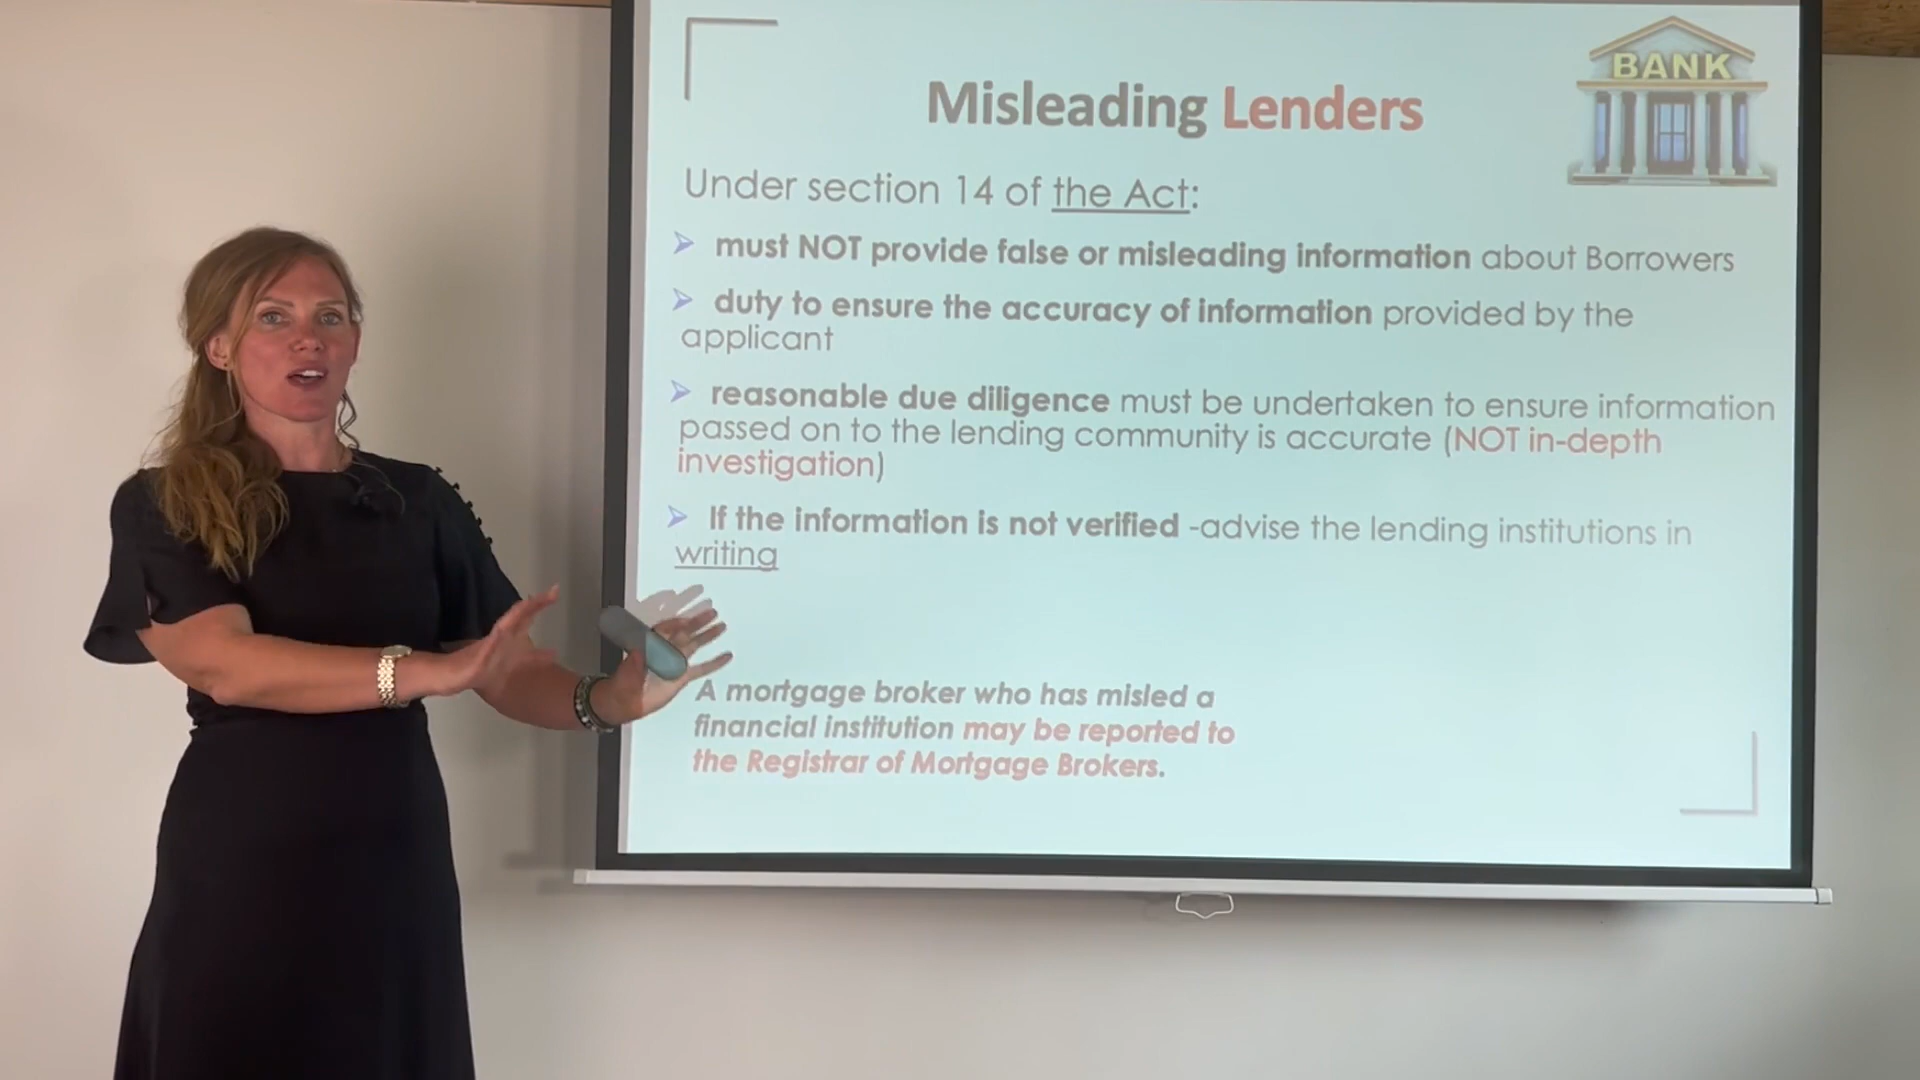 BANK
Misleading Lenders
Under section 14 of the Act:
➢ must NOT provide false or misleading information about Borrowers
➢ duty to ensure the accuracy of information provided by the
applicant
➢ reasonable due diligence must be undertaken to ensure information
passed on to the lending community is accurate (NOT in-depth
investigation)
➢ If the information is not verified -advise the lending institutions in
writing
A mortgage broker who has misled a
financial institution may be reported to
the Registrar of Mortgage Brokers.